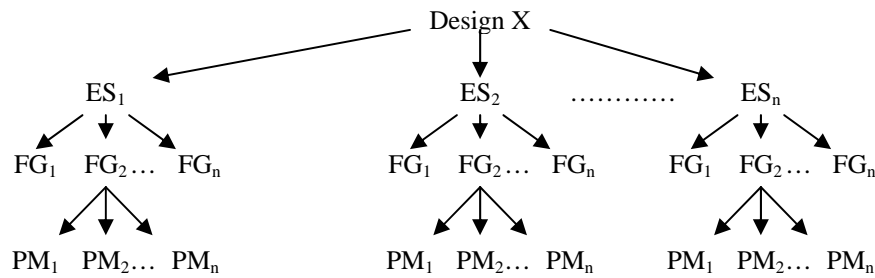 Design X
ES₁ ES₂ ………… ESₙ
FG₁ FG₂… FGₙ FG₁ FG₂… FGₙ FG₁ FG₂… FGₙ
PM₁ PM₂… PMₙ PM₁ PM₂… PMₙ PM₁ PM₂… PMₙ